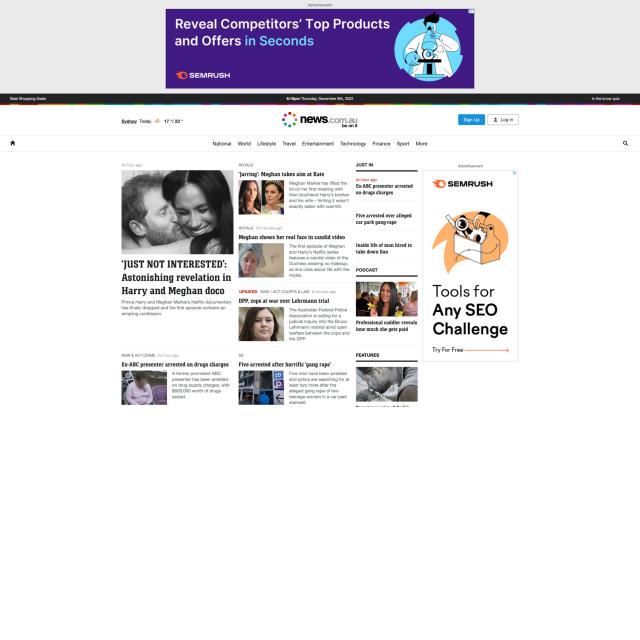 Advertisement
Reveal Competitors' Top Products
and Offers in Seconds
SEMRUSH
Best Shopping Deals
6:10pm Thursday, December 8th, 2022
In the know quiz
Sydney Today 17°/ 23°
news.com.au
be on it
Sign Up
Log In
National World Lifestyle Travel Entertainment Technology Finance Sport More
An hour ago
'JUST NOT INTERESTED':
Astonishing revelation in
Harry and Meghan doco
Prince Harry and Meghan Markle's Netflix documentary
has finally dropped and the first episode contains an
amazing confession.
ROYALS
'Jarring': Meghan takes aim at Kate
Meghan Markle has lifted the
lid on her first meeting with
then-boyfriend Harry's brother
and his wife – hinting it wasn't
exactly laden with warmth.
ROYALS
Meghan shows her real face in candid video
The first episode of Meghan
and Harry's Netflix series
features a candid video of the
Duchess wearing no makeup,
as she cries about life with the
royals.
UPDATED NSW / ACT COURTS & LAW
DPP, cops at war over Lehrmann trial
The Australian Federal Police
Association is calling for a
judicial inquiry into the Bruce
Lehrmann mistrial amid open
warfare between the cops and
the DPP.
NSW & ACT CRIME An hour ago
Ex-ABC presenter arrested on drugs charges
A former prominent ABC
presenter has been arrested
on drug supply charges, with
$600,000 worth of drugs
seized.
SA
Five arrested after horrific 'gang rape'
Five men have been arrested
and police are searching for at
least two more after the
alleged gang rape of two
teenage women in a car park
stairwell.
JUST IN
An hour ago
Ex-ABC presenter arrested
on drugs charges
Five arrested over alleged
car park gang-rape
Inside life of man hired to
take down Dan
PODCAST
Professional cuddler reveals
how much she gets paid
FEATURES
Advertisement
SEMRUSH
Tools for
Any SEO
Challenge
Try For Free